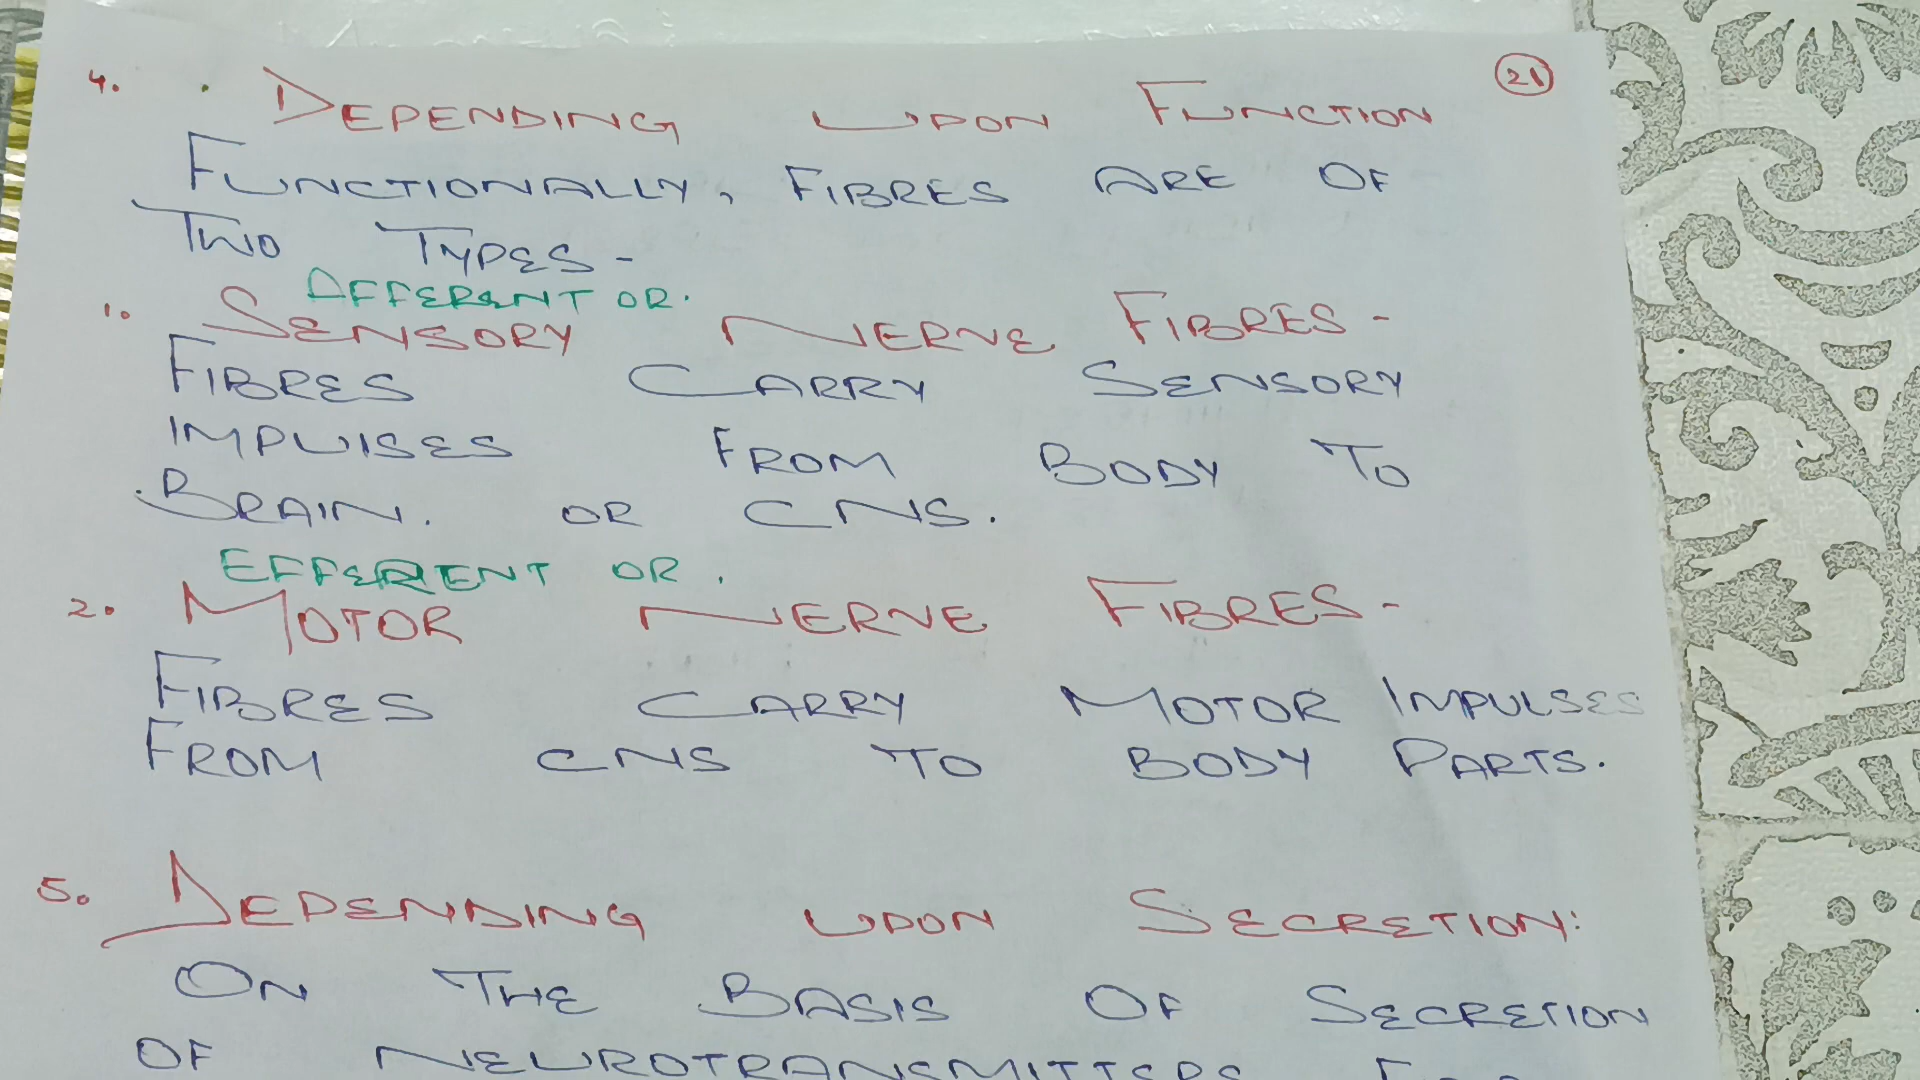 21
4. DEPENDING UPON FUNCTION
FUNCTIONALLY, FIBRES ARE OF
TWO TYPES-
AFFERENT OR.
1. SENSORY NERVE FIBRES-
FIBRES CARRY SENSORY
IMPULSES FROM BODY TO
BRAIN. OR CNS.
EFFERENT OR.
2. MOTOR NERVE FIBRES-
FIBRES CARRY MOTOR IMPULSES
FROM CNS TO BODY PARTS.
5. DEPENDING UPON SECRETION:
ON THE BASIS OF SECRETION
OF NEUROTRANSMITTERS